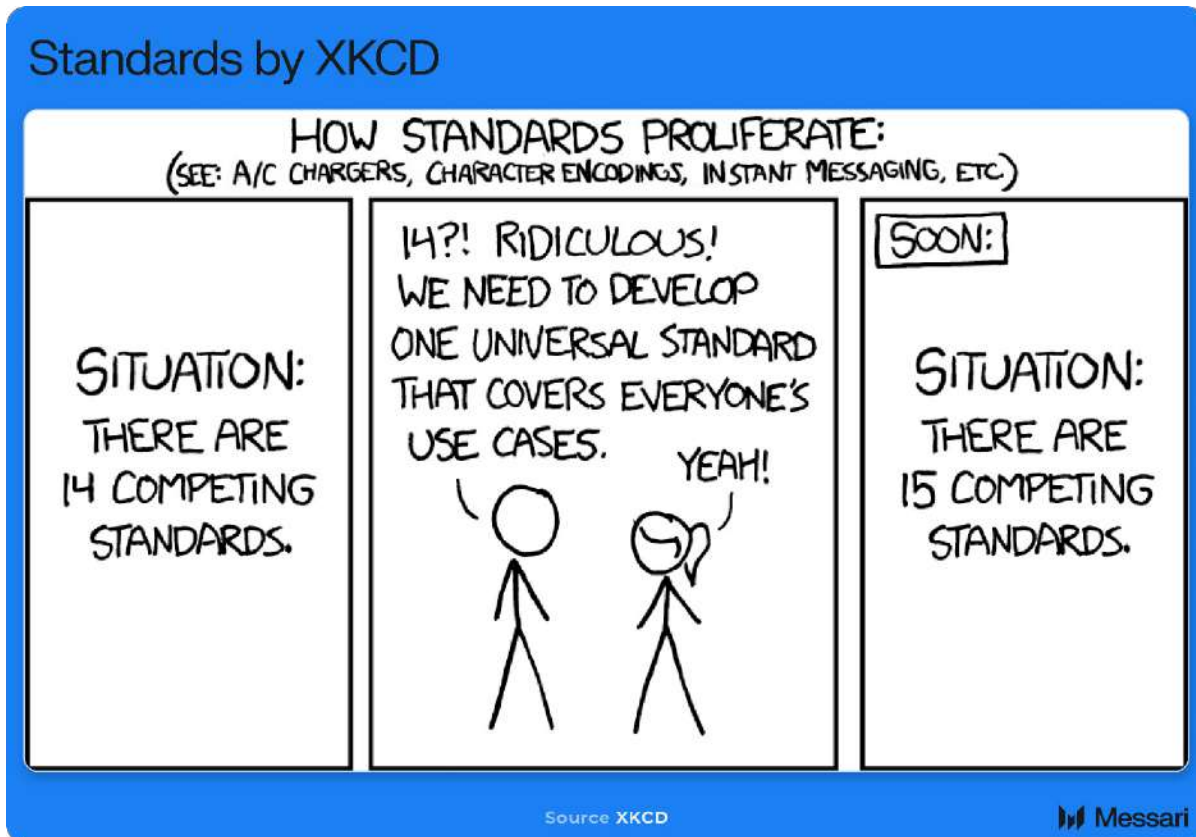 Standards by XKCD
HOW STANDARDS PROLIFERATE:
(SEE: A/C CHARGERS, CHARACTER ENCODINGS, INSTANT MESSAGING, ETC.)
SITUATION:
THERE ARE
14 COMPETING
STANDARDS.
14?! RIDICULOUS!
WE NEED TO DEVELOP
ONE UNIVERSAL STANDARD
THAT COVERS EVERYONE'S
USE CASES.
YEAH!
SOON:
SITUATION:
THERE ARE
15 COMPETING
STANDARDS.
Source XKCD
Messari